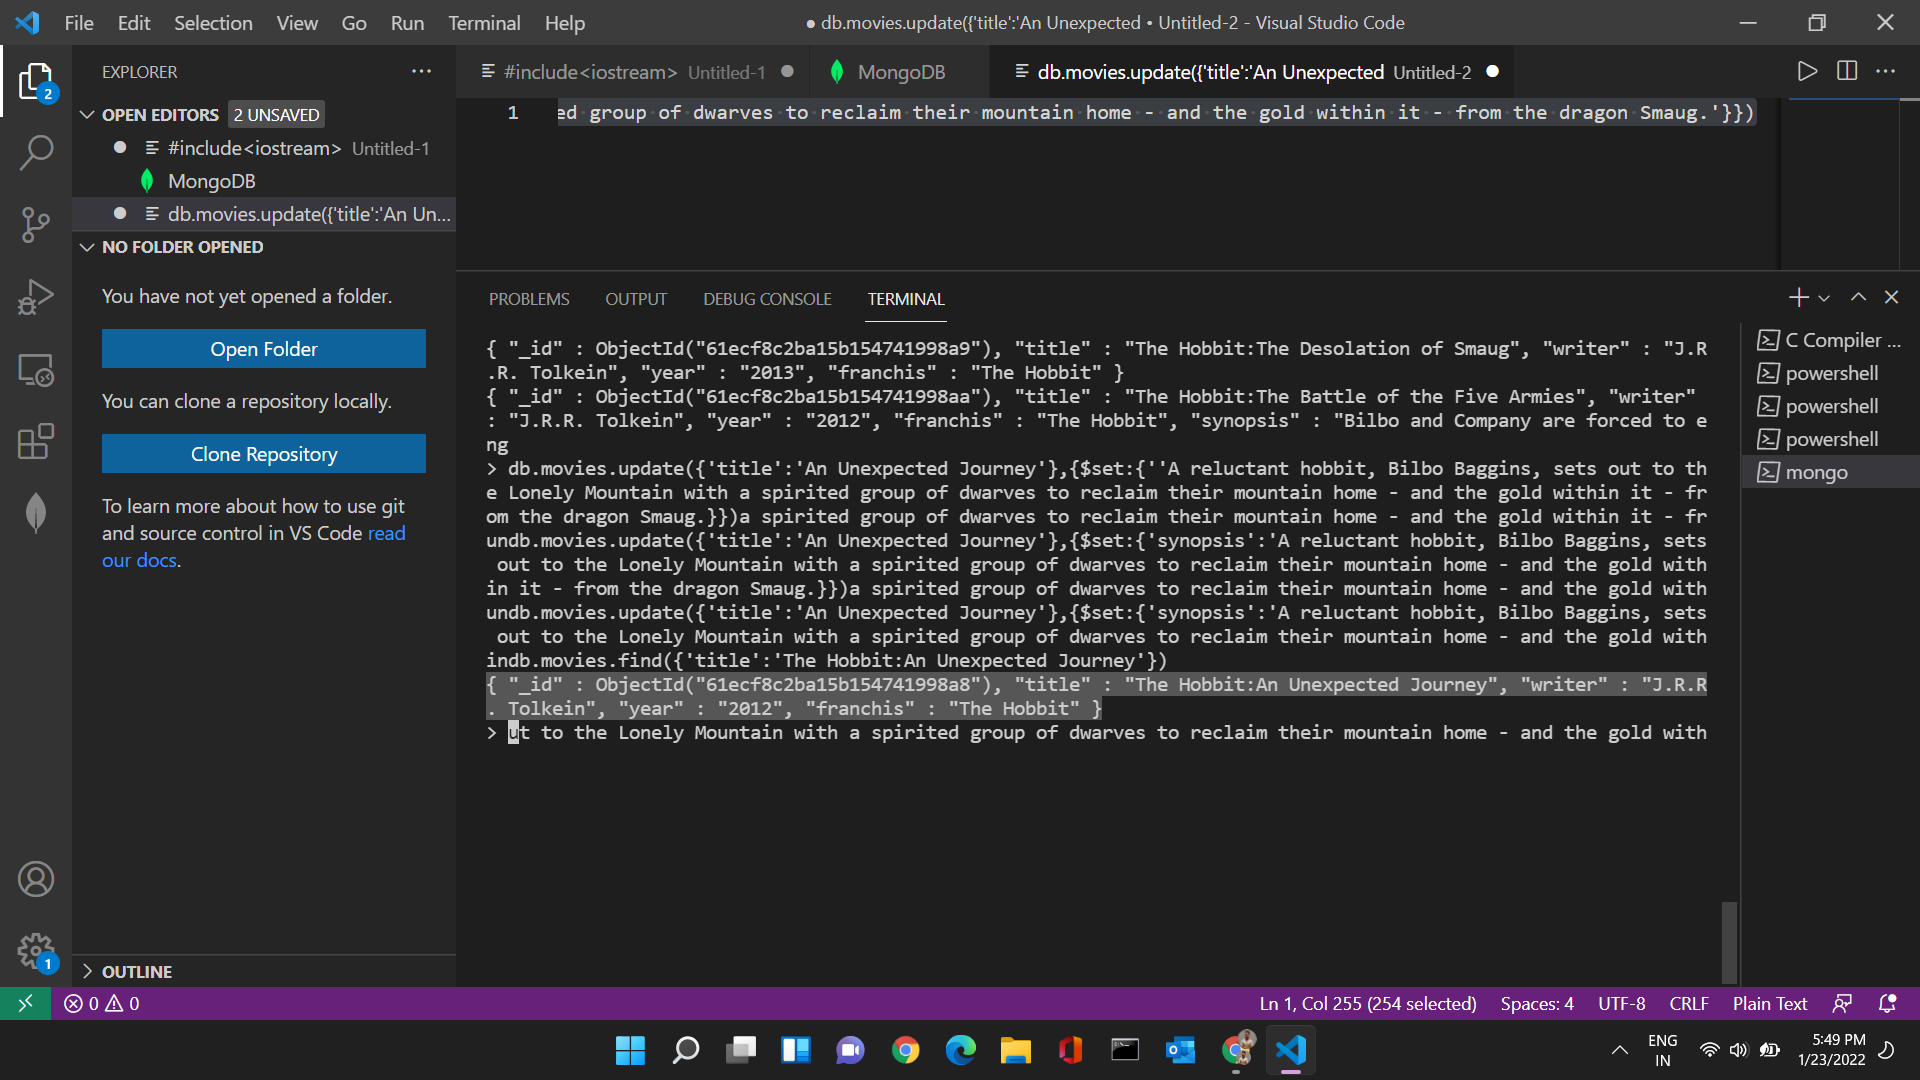 File Edit Selection View Go Run Terminal Help
● db.movies.update({'title':'An Unexpected • Untitled-2 - Visual Studio Code
2
EXPLORER
OPEN EDITORS 2 UNSAVED
#include<iostream> Untitled-1
MongoDB
db.movies.update({'title':'An Un...
NO FOLDER OPENED
You have not yet opened a folder.
Open Folder
You can clone a repository locally.
Clone Repository
To learn more about how to use git
and source control in VS Code read
our docs.
OUTLINE
1
#include<iostream> Untitled-1
MongoDB
db.movies.update({'title':'An Unexpected Untitled-2
1 ed group of dwarves to reclaim their mountain home - and the gold within it - from the dragon Smaug.'}})
PROBLEMS OUTPUT DEBUG CONSOLE TERMINAL
{ "_id" : ObjectId("61ecf8c2ba15b154741998a9"), "title" : "The Hobbit:The Desolation of Smaug", "writer" : "J.R
.R. Tolkein", "year" : "2013", "franchis" : "The Hobbit" }
{ "_id" : ObjectId("61ecf8c2ba15b154741998aa"), "title" : "The Hobbit:The Battle of the Five Armies", "writer"
: "J.R.R. Tolkein", "year" : "2012", "franchis" : "The Hobbit", "synopsis" : "Bilbo and Company are forced to e
ng
> db.movies.update({'title':'An Unexpected Journey'},{$set:{''A reluctant hobbit, Bilbo Baggins, sets out to th
e Lonely Mountain with a spirited group of dwarves to reclaim their mountain home - and the gold within it - fr
om the dragon Smaug.}})a spirited group of dwarves to reclaim their mountain home - and the gold within it - fr
undb.movies.update({'title':'An Unexpected Journey'},{$set:{'synopsis':'A reluctant hobbit, Bilbo Baggins, sets
out to the Lonely Mountain with a spirited group of dwarves to reclaim their mountain home - and the gold with
in it - from the dragon Smaug.}})a spirited group of dwarves to reclaim their mountain home - and the gold with
undb.movies.update({'title':'An Unexpected Journey'},{$set:{'synopsis':'A reluctant hobbit, Bilbo Baggins, sets
out to the Lonely Mountain with a spirited group of dwarves to reclaim their mountain home - and the gold with
indb.movies.find({'title':'The Hobbit:An Unexpected Journey'})
{ "_id" : ObjectId("61ecf8c2ba15b154741998a8"), "title" : "The Hobbit:An Unexpected Journey", "writer" : "J.R.R
. Tolkein", "year" : "2012", "franchis" : "The Hobbit" }
> ut to the Lonely Mountain with a spirited group of dwarves to reclaim their mountain home - and the gold with
C Compiler ...
powershell
powershell
powershell
mongo
0 0
Ln 1, Col 255 (254 selected) Spaces: 4 UTF-8 CRLF Plain Text
ENG
IN
5:49 PM
1/23/2022